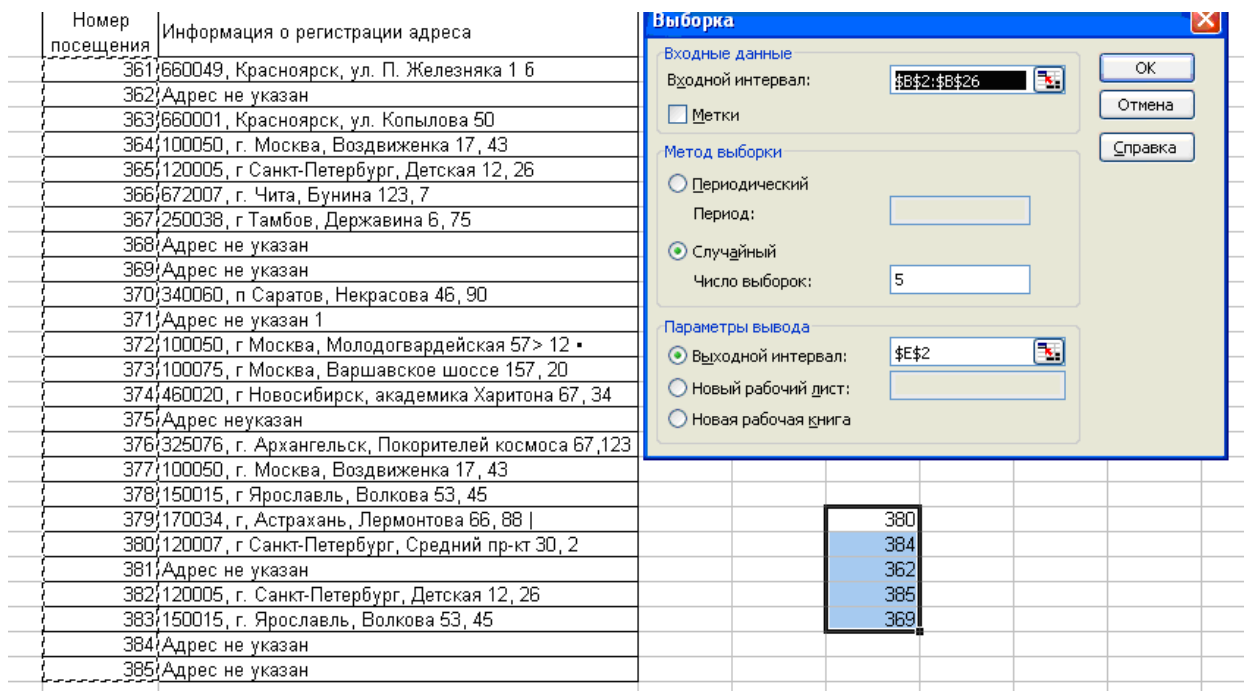 Номер
посещения
Информация о регистрации адреса
361 660049, Красноярск, ул. П. Железняка 1 б
362 Адрес не указан
363 660001, Красноярск, ул. Копылова 50
364 100050, г. Москва, Воздвиженка 17, 43
365 120005, г Санкт-Петербург, Детская 12, 26
366 672007, г. Чита, Бунина 123, 7
367 250038, г Тамбов, Державина 6, 75
368 Адрес не указан
369 Адрес не указан
370 340060, п Саратов, Некрасова 46, 90
371 Адрес не указан 1
372 100050, г Москва, Молодогвардейская 57> 12 ▪
373 100075, г Москва, Варшавское шоссе 157, 20
374 460020, г Новосибирск, академика Харитона 67, 34
375 Адрес неуказан
376 325076, г. Архангельск, Покорителей космоса 67,123
377 100050, г. Москва, Воздвиженка 17, 43
378 150015, г Ярославль, Волкова 53, 45
379 170034, г, Астрахань, Лермонтова 66, 88 |
380 120007, г Санкт-Петербург, Средний пр-кт 30, 2
381 Адрес не указан
382 120005, г. Санкт-Петербург, Детская 12, 26
383 150015, г. Ярославль, Волкова 53, 45
384 Адрес не указан
385 Адрес не указан
Выборка
Входные данные
Входной интервал: $B$2:$B$26
Метки
ОК
Отмена
Справка
Метод выборки
Периодический
Период:
Случайный
Число выборок: 5
Параметры вывода
Выходной интервал: $E$2
Новый рабочий лист:
Новая рабочая книга
380
384
362
385
369